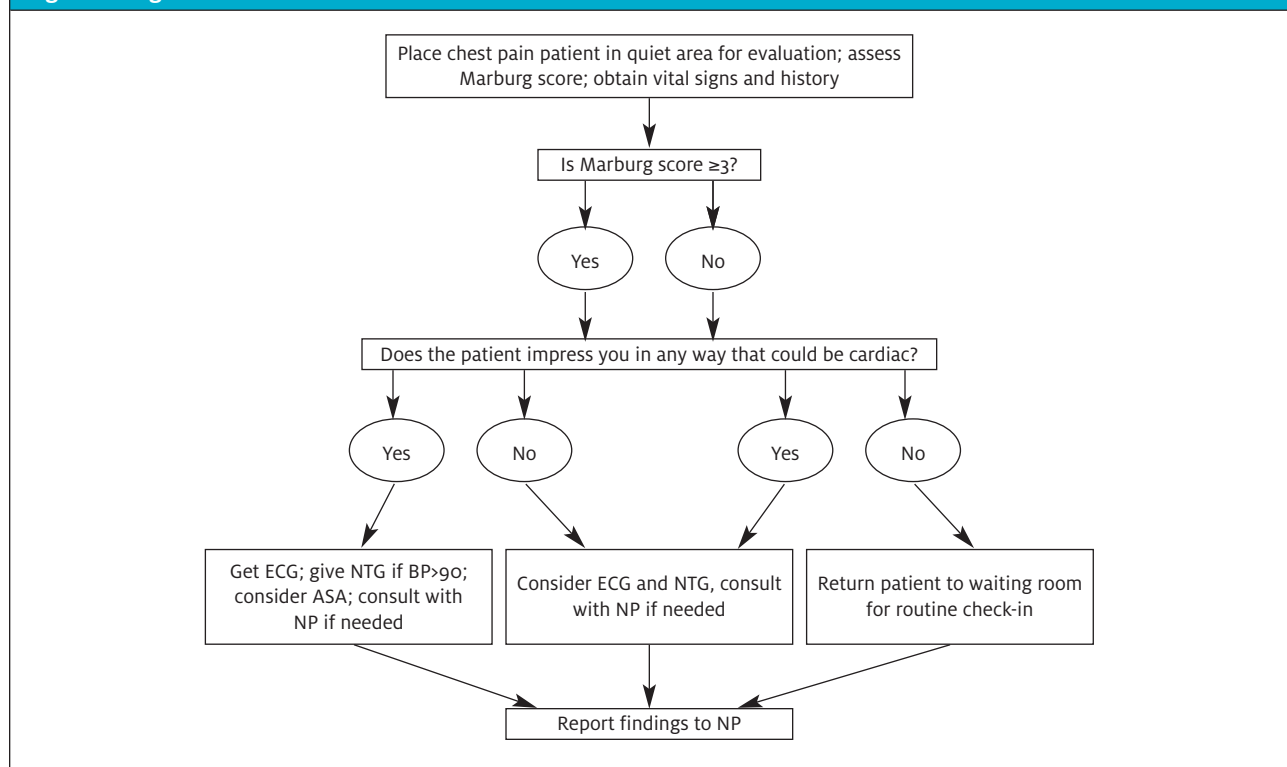 Place chest pain patient in quiet area for evaluation; assess
Marburg score; obtain vital signs and history
Is Marburg score ≥3?
Yes
No
Does the patient impress you in any way that could be cardiac?
Yes
No
Yes
No
Get ECG; give NTG if BP>90;
consider ASA; consult with
NP if needed
Consider ECG and NTG, consult
with NP if needed
Return patient to waiting room
for routine check-in
Report findings to NP